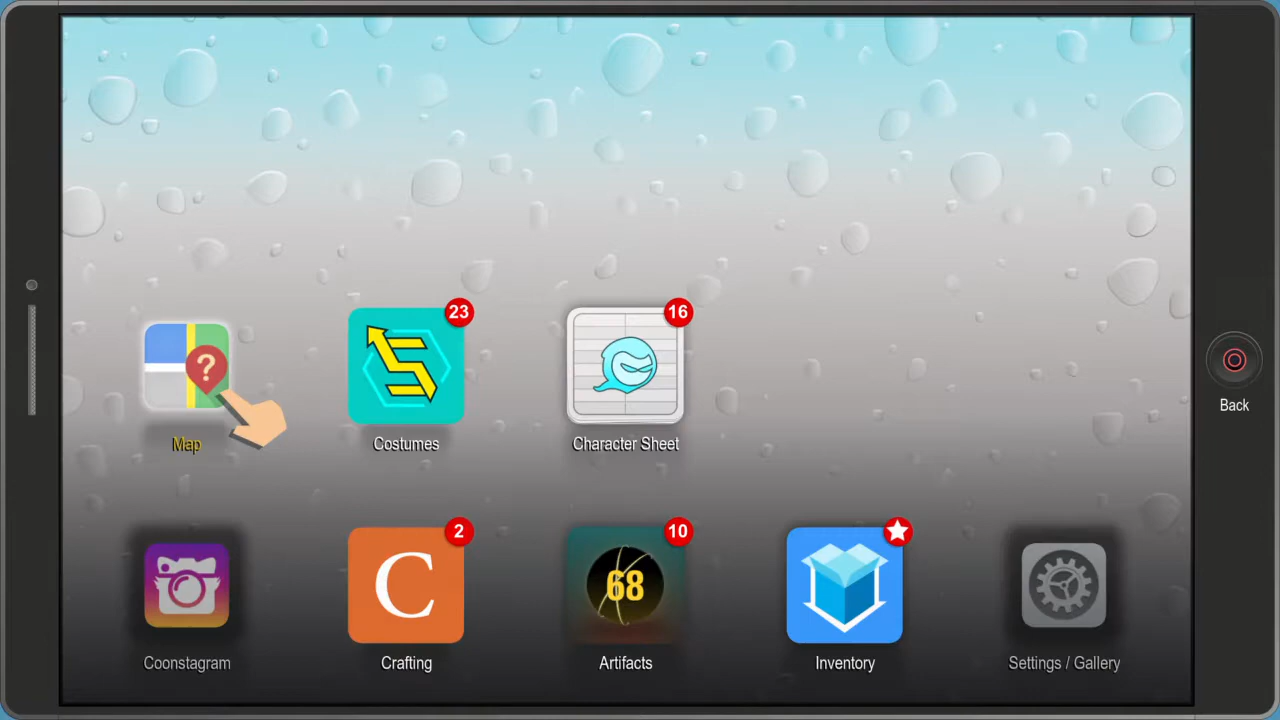 23
16
?
Map
Costumes
Character Sheet
Back
2
10
C
68
Coonstagram
Crafting
Artifacts
Inventory
Settings / Gallery